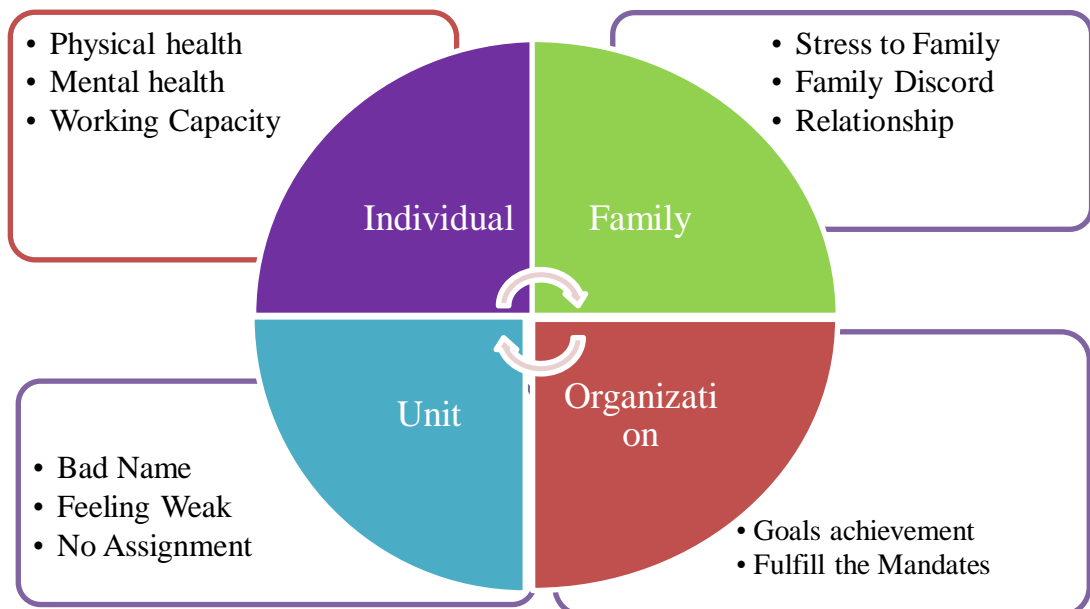 • Physical health
• Mental health
• Working Capacity
• Stress to Family
• Family Discord
• Relationship
Individual
Family
Unit
Organizati
on
• Bad Name
• Feeling Weak
• No Assignment
• Goals achievement
• Fulfill the Mandates